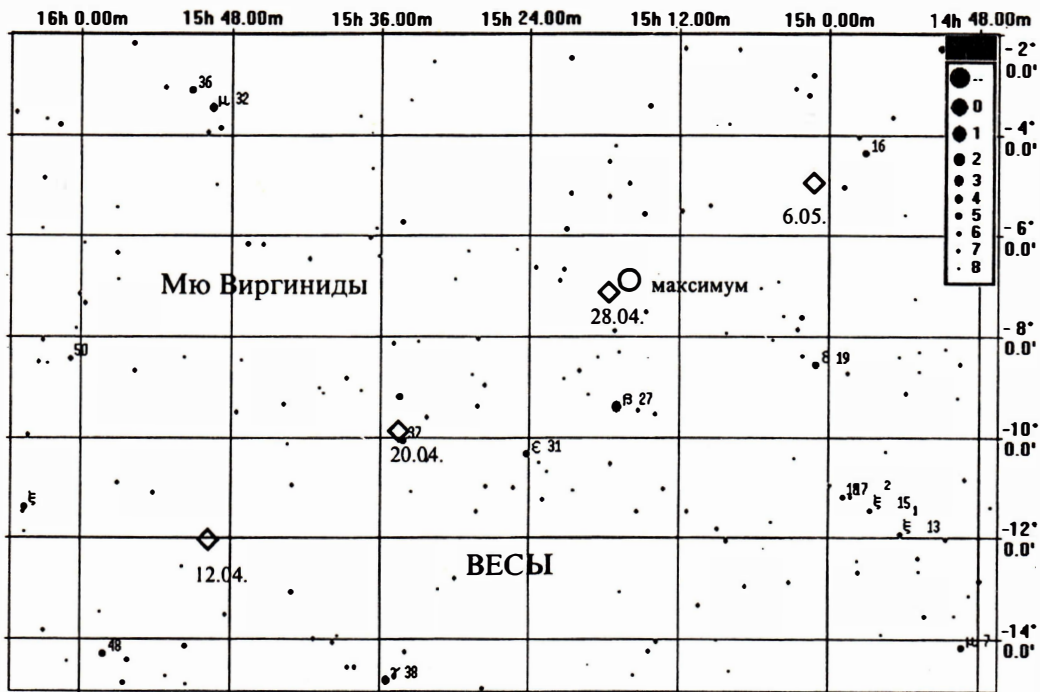 16h 0.00m 15h 48.00m 15h 36.00m 15h 24.00m 15h 12.00m 15h 0.00m 14h 48.00m
-2° 0.0'
36
μ 32
--
0
1
2
3
4
5
6
7
8
-4° 0.0'
16
6.05.
-6° 0.0'
Мю Виргиниды
максимум
28.04.
-8° 0.0'
50
19
β 27
37
-10° 0.0'
20.04.
ε 31
ξ
ξ 2
15
1
ξ 13
-12° 0.0'
ВЕСЫ
12.04.
-14° 0.0'
48
γ 38
μ 7